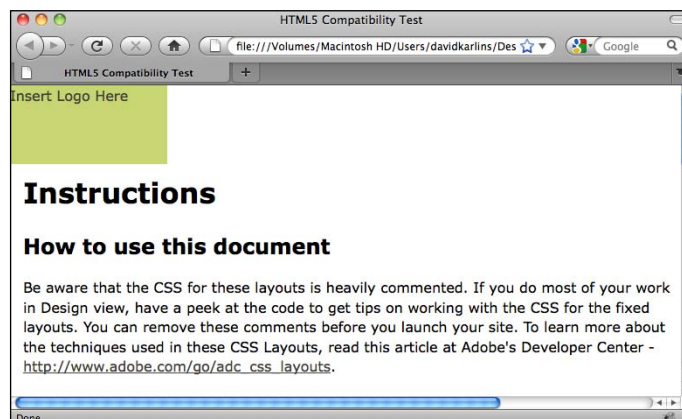 HTML5 Compatibility Test
file:///Volumes/Macintosh HD/Users/davidkarlins/Des
Google
HTML5 Compatibility Test
Insert Logo Here
Instructions
How to use this document
Be aware that the CSS for these layouts is heavily commented. If you do most of your work
in Design view, have a peek at the code to get tips on working with the CSS for the fixed
layouts. You can remove these comments before you launch your site. To learn more about
the techniques used in these CSS Layouts, read this article at Adobe's Developer Center -
http://www.adobe.com/go/adc_css_layouts.
Done